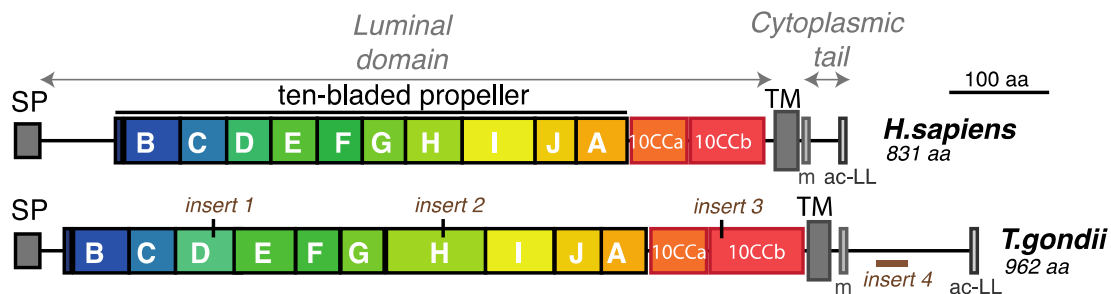 Luminal
domain
Cytoplasmic
tail
100 aa
SP
ten-bladed propeller
TM
B C D E F G H I J A 10CCa 10CCb
H.sapiens
831 aa
m ac-LL
SP
insert 1 insert 2 insert 3
TM
B C D E F G H I J A 10CCa 10CCb
T.gondii
962 aa
m insert 4 ac-LL